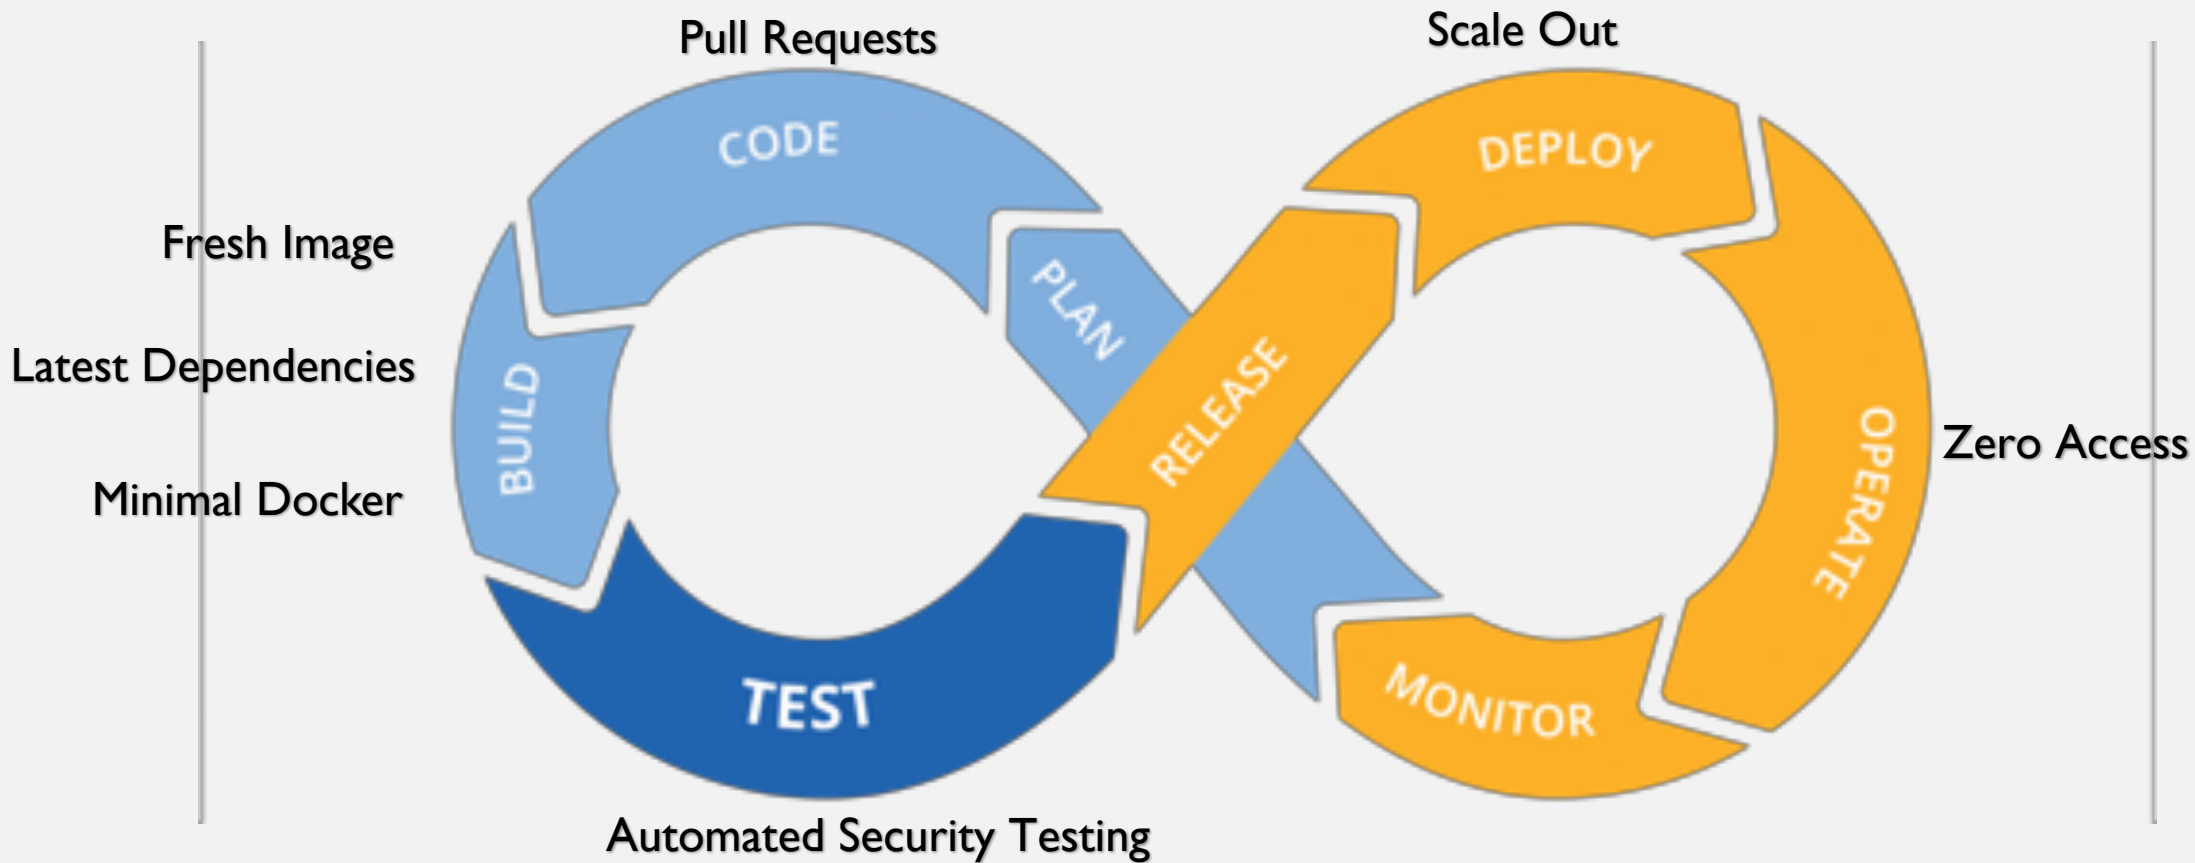 Pull Requests
Scale Out
CODE
DEPLOY
Fresh Image
PLAN
Latest Dependencies
RELEASE
BUILD
OPERATE
Zero Access
Minimal Docker
TEST
MONITOR
Automated Security Testing